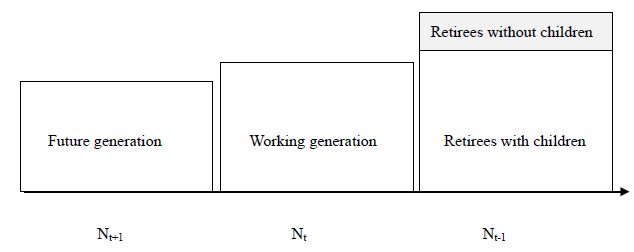 Retirees without children
Future generation
Working generation
Retirees with children
Nt+1
Nt
Nt-1